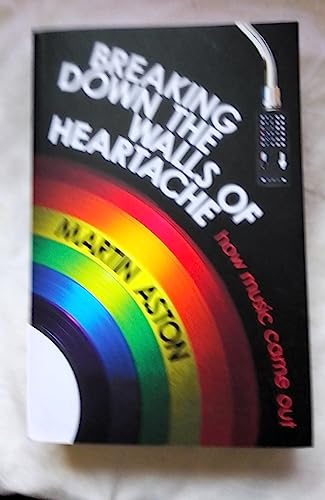 BREAKING
DOWN THE
WALLS OF
HEARTACHE
how music came out
MARTIN ASTON